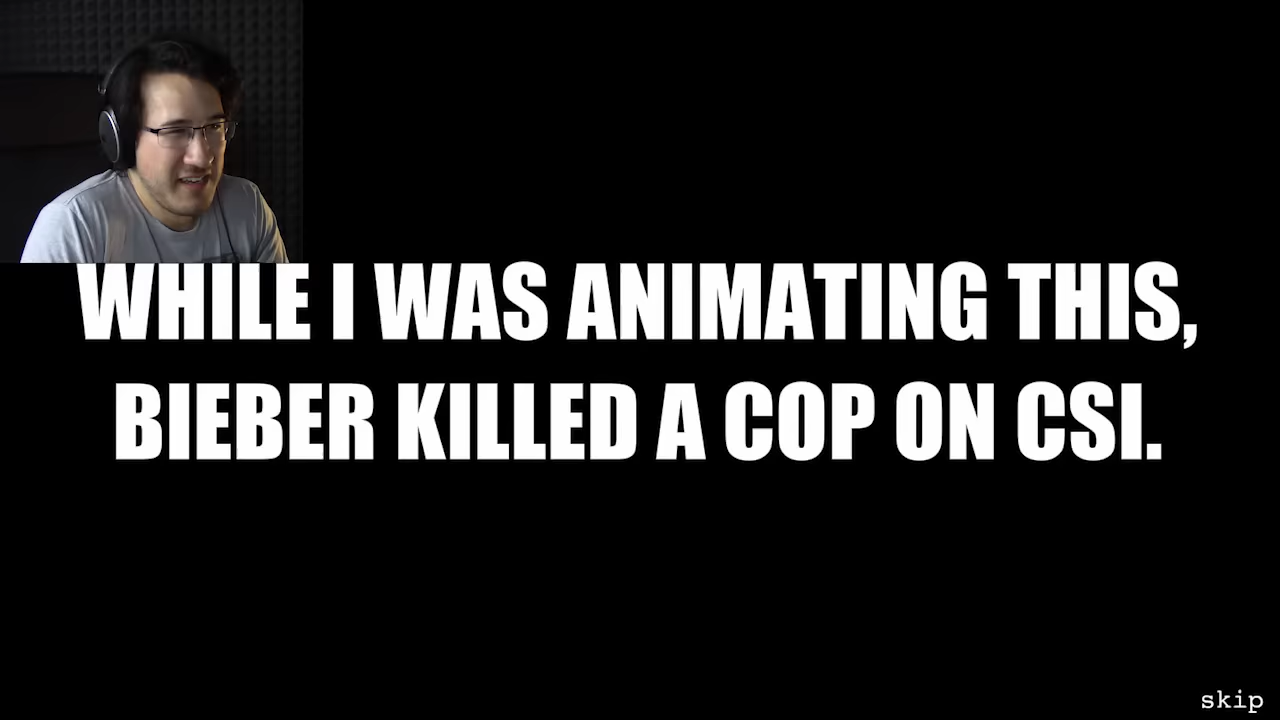 WHILE I WAS ANIMATING THIS,
BIEBER KILLED A COP ON CSI.
skip